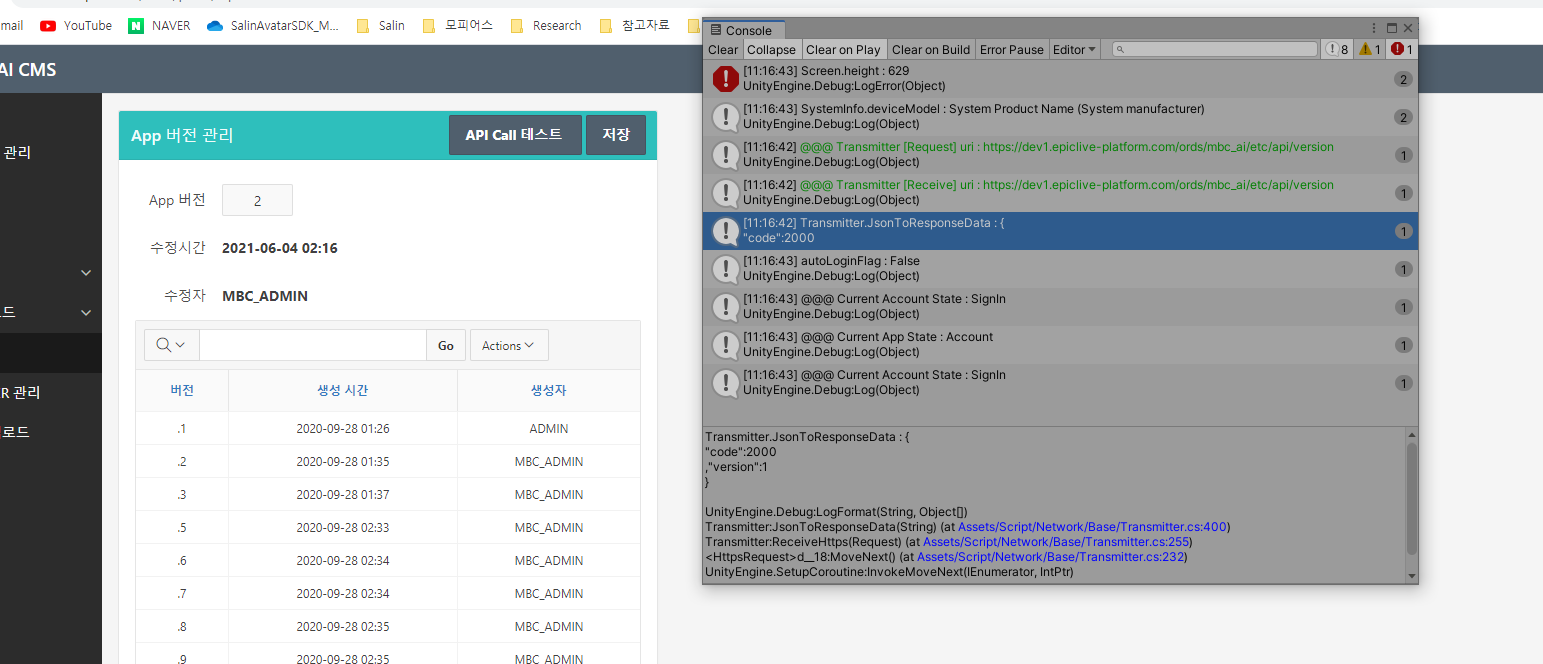 mail YouTube NAVER SalinAvatarSDK_M... Salin 모피어스 Research 참고자료
AI CMS
관리
드
R 관리
로드
App 버전 관리 API Call 테스트 저장
App 버전 2
수정시간 2021-06-04 02:16
수정자 MBC_ADMIN
Go Actions
버전 생성 시간 생성자
.1 2020-09-28 01:26 ADMIN
.2 2020-09-28 01:35 MBC_ADMIN
.3 2020-09-28 01:37 MBC_ADMIN
.5 2020-09-28 02:33 MBC_ADMIN
.6 2020-09-28 02:34 MBC_ADMIN
.7 2020-09-28 02:34 MBC_ADMIN
.8 2020-09-28 02:35 MBC_ADMIN
.9 2020-09-28 02:35 MBC_ADMIN
Console
Clear Collapse Clear on Play Clear on Build Error Pause Editor 8 1 1
[11:16:43] Screen.height : 629
UnityEngine.Debug:LogError(Object) 2
[11:16:43] SystemInfo.deviceModel : System Product Name (System manufacturer)
UnityEngine.Debug:Log(Object) 2
[11:16:42] @@@ Transmitter [Request] uri : https://dev1.epiclive-platform.com/ords/mbc_ai/etc/api/version
UnityEngine.Debug:Log(Object) 1
[11:16:42] @@@ Transmitter [Receive] uri : https://dev1.epiclive-platform.com/ords/mbc_ai/etc/api/version
UnityEngine.Debug:Log(Object) 1
[11:16:42] Transmitter.JsonToResponseData : {
"code":2000 1
[11:16:43] autoLoginFlag : False
UnityEngine.Debug:Log(Object) 1
[11:16:43] @@@ Current Account State : SignIn
UnityEngine.Debug:Log(Object) 1
[11:16:43] @@@ Current App State : Account
UnityEngine.Debug:Log(Object) 1
[11:16:43] @@@ Current Account State : SignIn
UnityEngine.Debug:Log(Object) 1
Transmitter.JsonToResponseData : {
"code":2000
,"version":1
}
UnityEngine.Debug:LogFormat(String, Object[])
Transmitter:JsonToResponseData(String) (at Assets/Script/Network/Base/Transmitter.cs:400)
Transmitter:ReceiveHttps(Request) (at Assets/Script/Network/Base/Transmitter.cs:255)
<HttpsRequest>d__18:MoveNext() (at Assets/Script/Network/Base/Transmitter.cs:232)
UnityEngine.SetupCoroutine:InvokeMoveNext(IEnumerator, IntPtr)